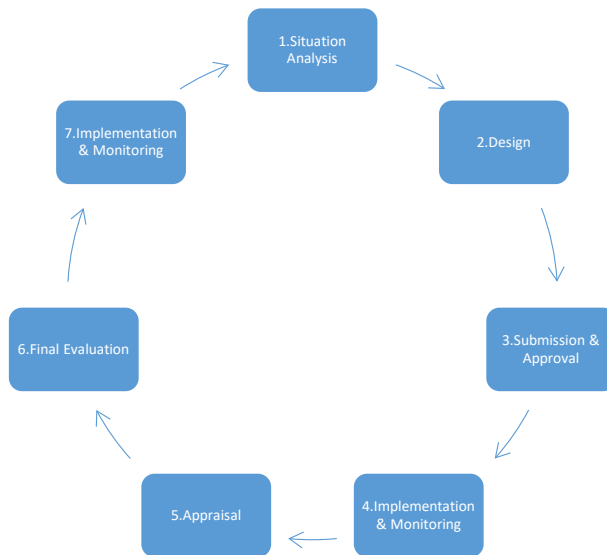 1.Situation
Analysis
2.Design
3.Submission &
Approval
4.Implementation
& Monitoring
5.Appraisal
6.Final Evaluation
7.Implementation
& Monitoring